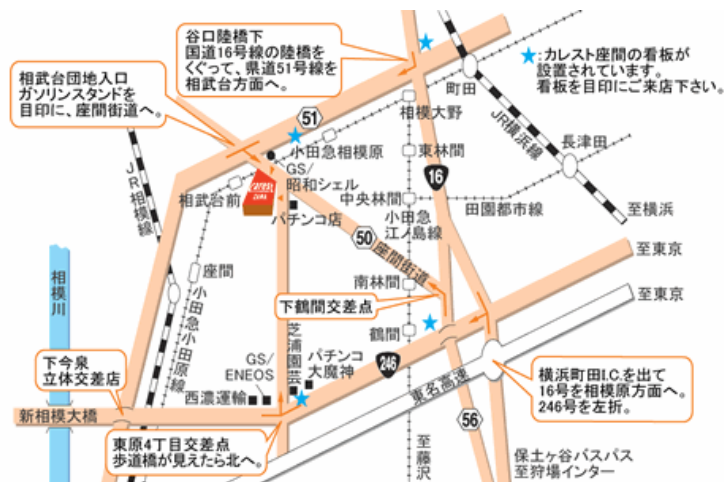 谷口陸橋下
国道16号線の陸橋を
くぐって、県道51号線を
相武台方面へ。
★:カレスト座間の看板が
設置されています。
看板を目印にご来店下さい。
相武台団地入口
ガソリンスタンドを
目印に、座間街道へ。
町田
51
相模大野
JR横浜線
長津田
小田急相模原
東林間
GS/
昭和シェル
16
JR相模線
相武台前
中央林間
田園都市線
至横浜
パチンコ店
小田急
江ノ島線
50
座間街道
至東京
相模川
座間
南林間
小田急小田原線
下鶴間交差点
至東京
鶴間
芝浦園芸
下今泉
立体交差店
GS/
ENEOS
パチンコ
大魔神
246
東名高速
横浜町田I.C.を出て
16号を相模原方面へ。
246号を左折。
西濃運輸
新相模大橋
56
東原4丁目交差点
歩道橋が見えたら北へ。
至藤沢
保土ヶ谷バスパス
至狩場インター